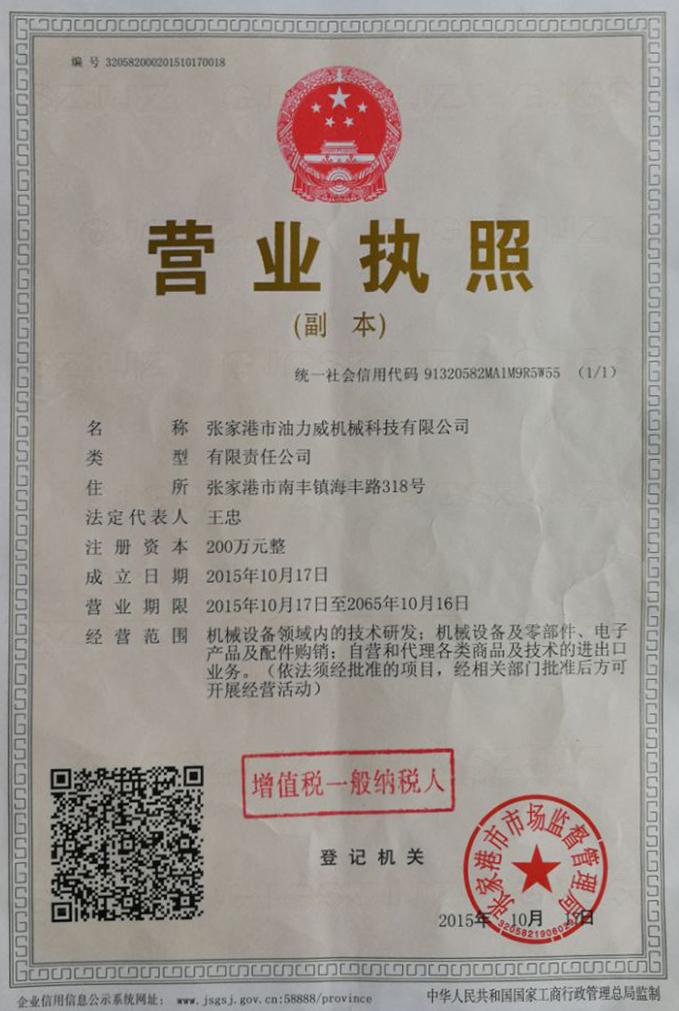 编 号 320582000201510170018
营业执照
(副 本)
统一社会信用代码 91320582MA1M9R5W55 （1/1）
名 称 张家港市油力威机械科技有限公司
类 型 有限责任公司
住 所 张家港市南丰镇海丰路318号
法定代表人 王忠
注册资本 200万元整
成立日期 2015年10月17日
营业期限 2015年10月17日至2065年10月16日
经营范围 机械设备领域内的技术研发；机械设备及零部件、电子
产品及配件购销；自营和代理各类商品及技术的进出口
业务。（依法须经批准的项目，经相关部门批准后方可
开展经营活动）
增值税一般纳税人
登记机关
张家港市市场监督管理局
2015年 10月 17日
企业信用信息公示系统网址： www.jsgsj.gov.cn:58888/province
中华人民共和国国家工商行政管理总局监制